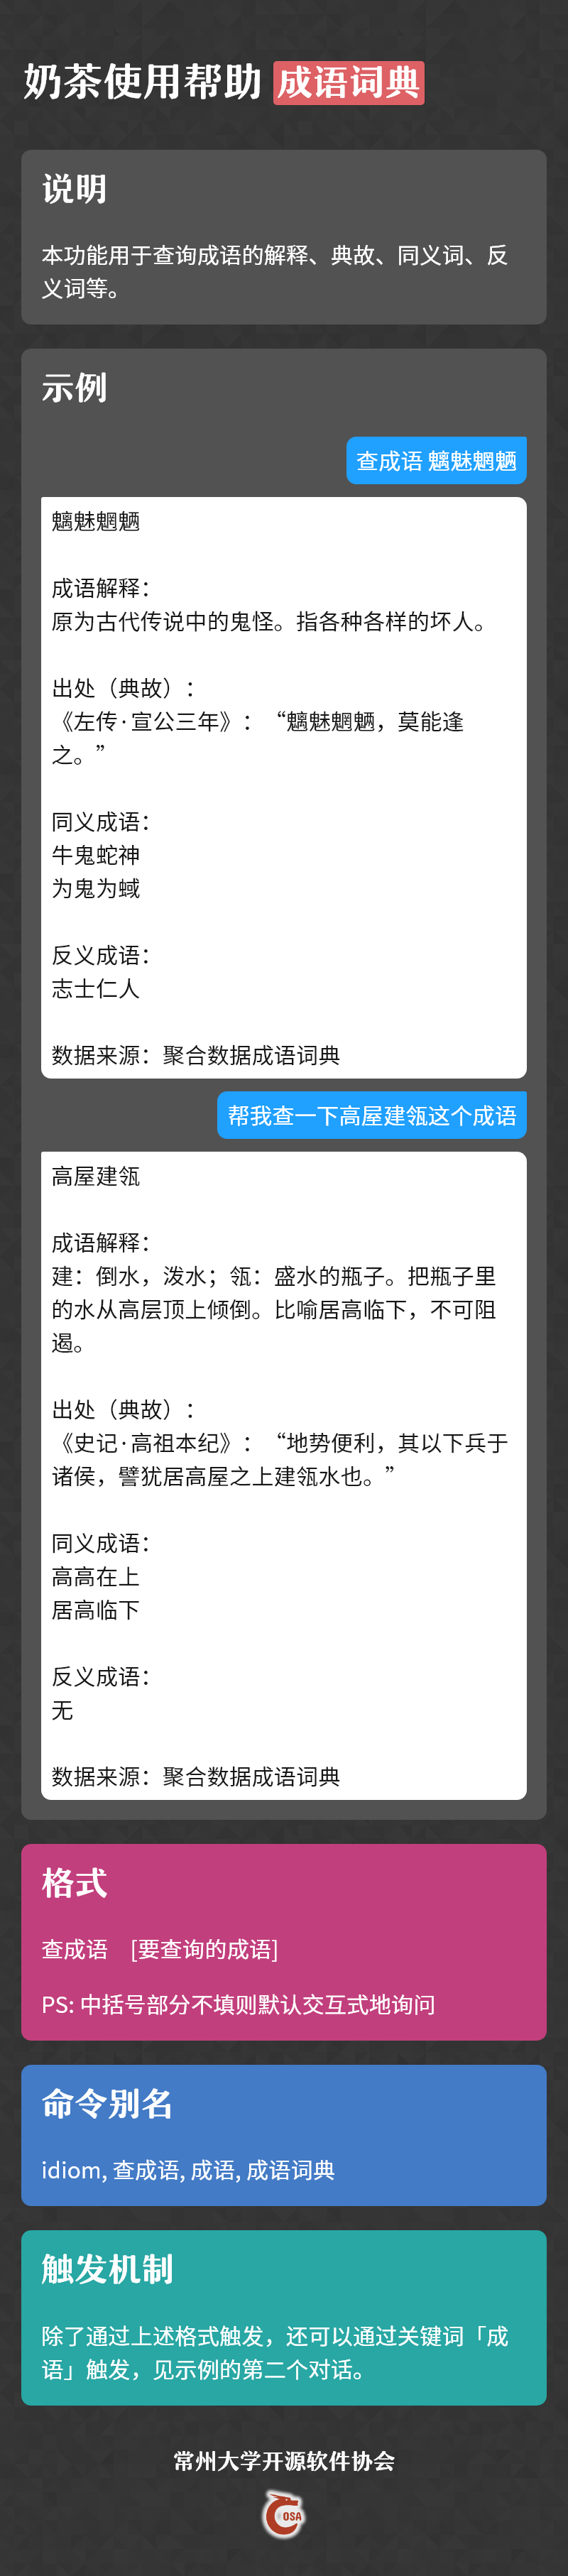 奶茶使用帮助 成语词典
说明
本功能用于查询成语的解释、典故、同义词、反
义词等。
示例
查成语 魑魅魍魉
魑魅魍魉
成语解释：
原为古代传说中的鬼怪。指各种各样的坏人。
出处（典故）：
《左传·宣公三年》：“魑魅魍魉，莫能逢
之。”
同义成语：
牛鬼蛇神
为鬼为蜮
反义成语：
志士仁人
数据来源：聚合数据成语词典
帮我查一下高屋建瓴这个成语
高屋建瓴
成语解释：
建：倒水，泼水；瓴：盛水的瓶子。把瓶子里
的水从高层顶上倾倒。比喻居高临下，不可阻
遏。
出处（典故）：
《史记·高祖本纪》：“地势便利，其以下兵于
诸侯，譬犹居高屋之上建瓴水也。”
同义成语：
高高在上
居高临下
反义成语：
无
数据来源：聚合数据成语词典
格式
查成语　[要查询的成语]
PS: 中括号部分不填则默认交互式地询问
命令别名
idiom, 查成语, 成语, 成语词典
触发机制
除了通过上述格式触发，还可以通过关键词「成
语」触发，见示例的第二个对话。
常州大学开源软件协会
OSA